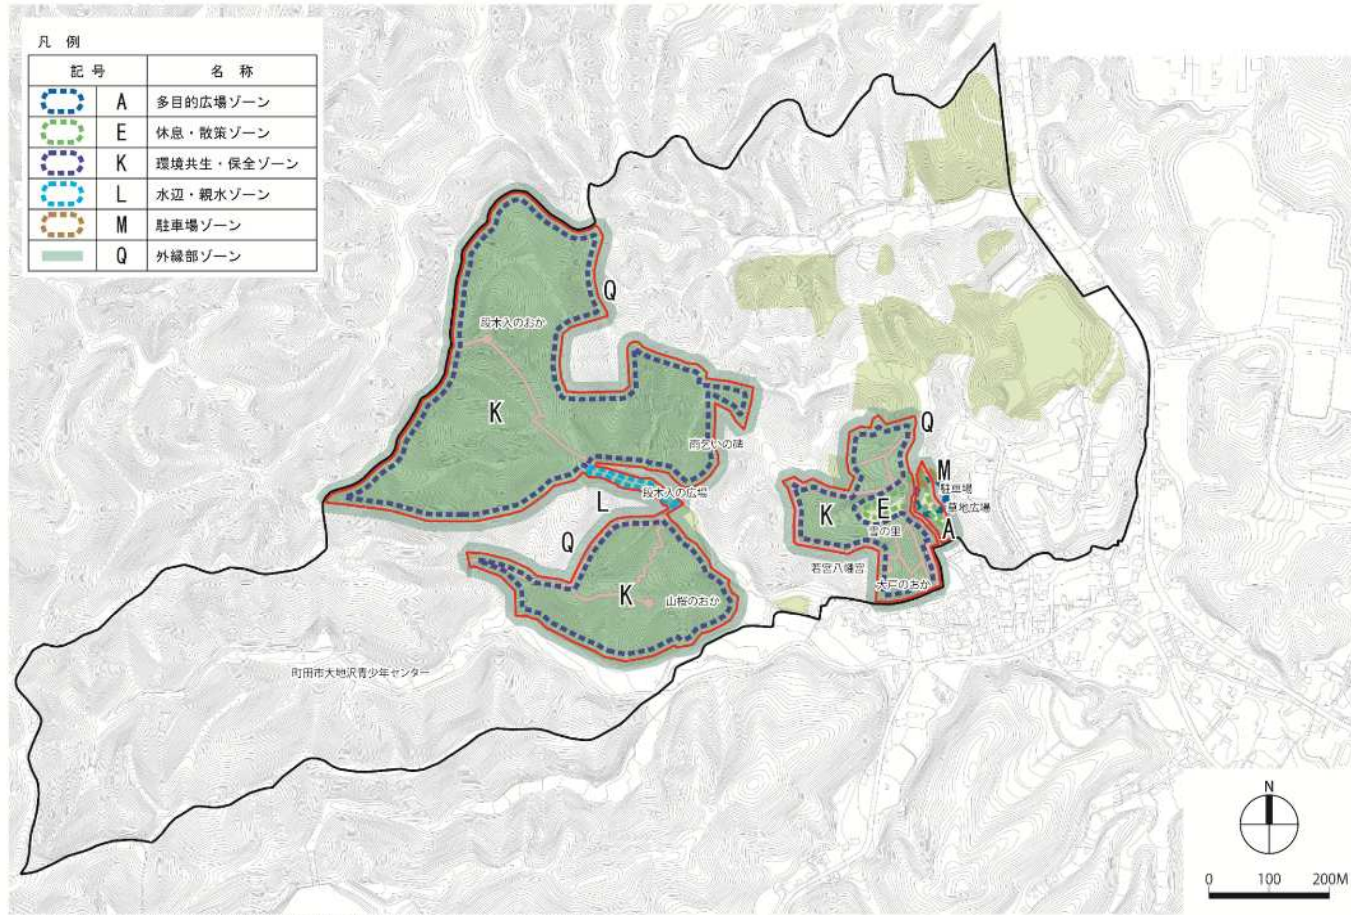 凡 例
記 号 名 称
A 多目的広場ゾーン
E 休息・散策ゾーン
K 環境共生・保全ゾーン
L 水辺・親水ゾーン
M 駐車場ゾーン
Q 外縁部ゾーン
Q
段木入のおか
K
雨乞いの碑
段木入の広場
L
Q
K
山桜のおか
Q
M
駐車場
草地広場
K
E
A
雪の里
若宮八幡宮
大戸のおか
町田市大地沢青少年センター
N
0 100 200M